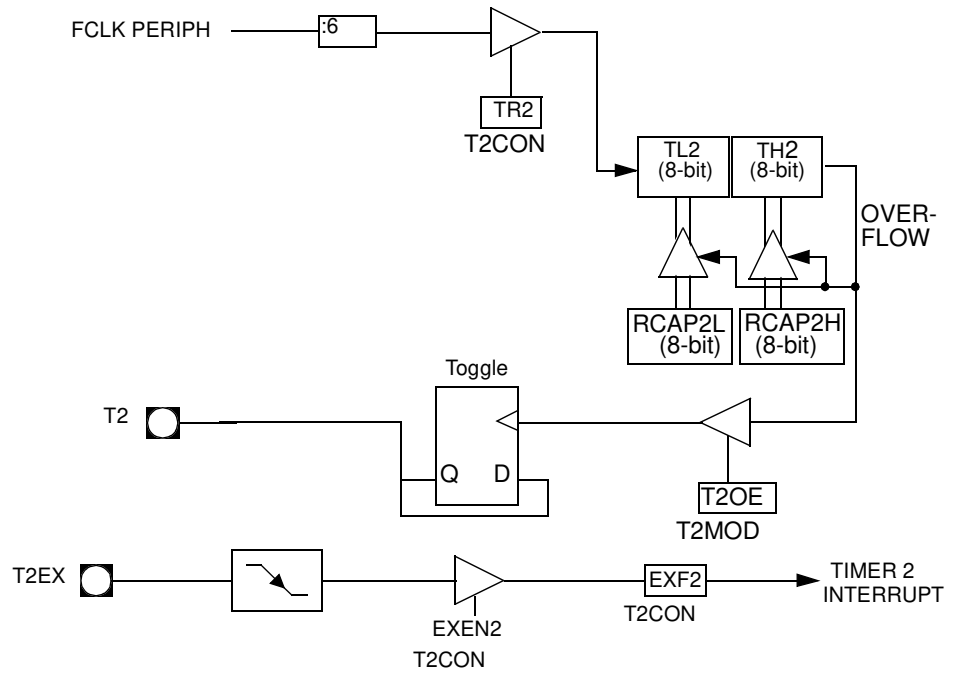 FCLK PERIPH
:6
TR2
T2CON
TL2
(8-bit)
TH2
(8-bit)
OVER-
FLOW
RCAP2L
(8-bit)
RCAP2H
(8-bit)
Toggle
T2
Q
D
T2OE
T2MOD
T2EX
EXEN2
T2CON
EXF2
T2CON
TIMER 2
INTERRUPT